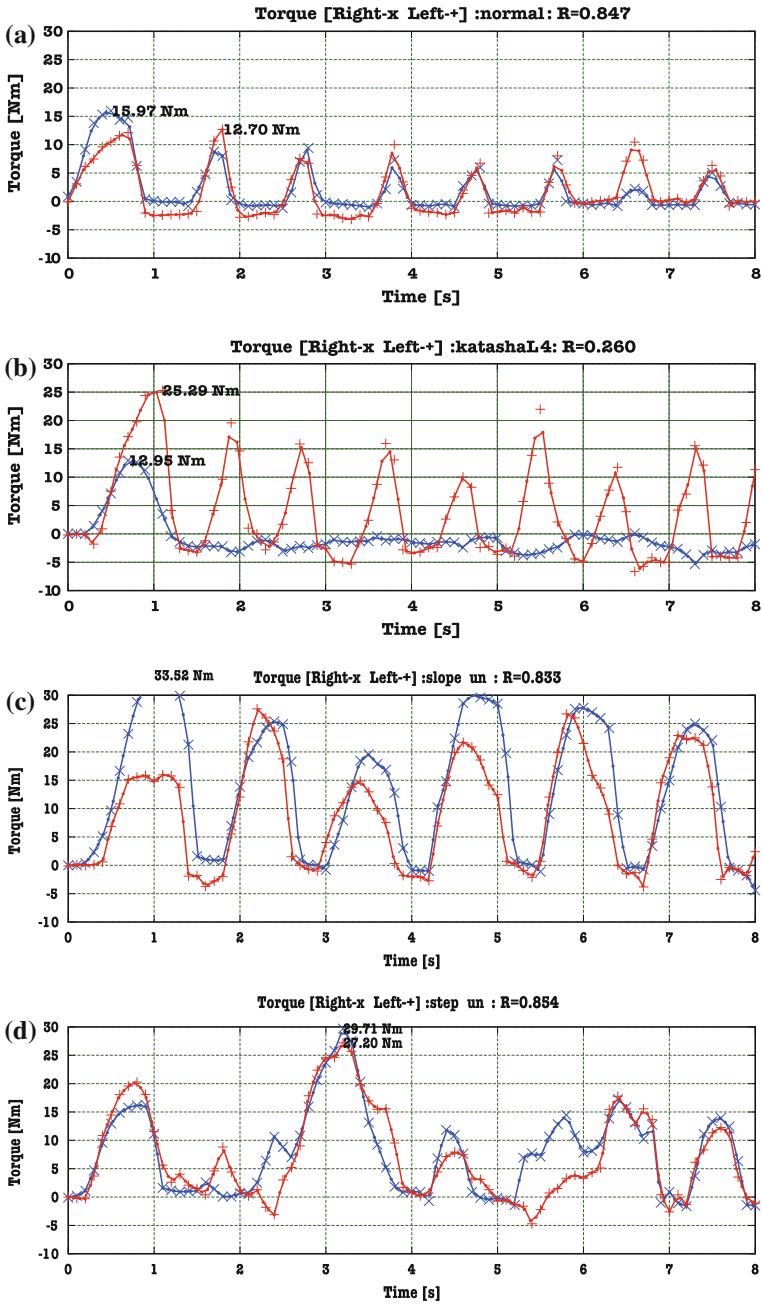 (a)
Torque [Right-x Left-+] :normal: R=0.847
Torque [Nm]
30
25
20
15
10
5
0
-5
-10
15.97 Nm
12.70 Nm
0 1 2 3 4 5 6 7 8
Time [s]
(b)
Torque [Right-x Left-+] :katashaL4: R=0.260
Torque [Nm]
30
25
20
15
10
5
0
-5
10
25.29 Nm
12.95 Nm
0 1 2 3 4 5 6 7 8
Time [s]
(c)
33.52 Nm
Torque [Right-x Left-+] :slope un : R=0.833
Torque [Nm]
30
25
20
15
10
5
0
-5
-10
0 1 2 3 4 5 6 7 8
Time [s]
(d)
Torque [Right-x Left-+] :step un : R=0.854
Torque [Nm]
30
25
20
15
10
5
0
-5
-10
29.71 Nm
27.20 Nm
0 1 2 3 4 5 6 7 8
Time [s]